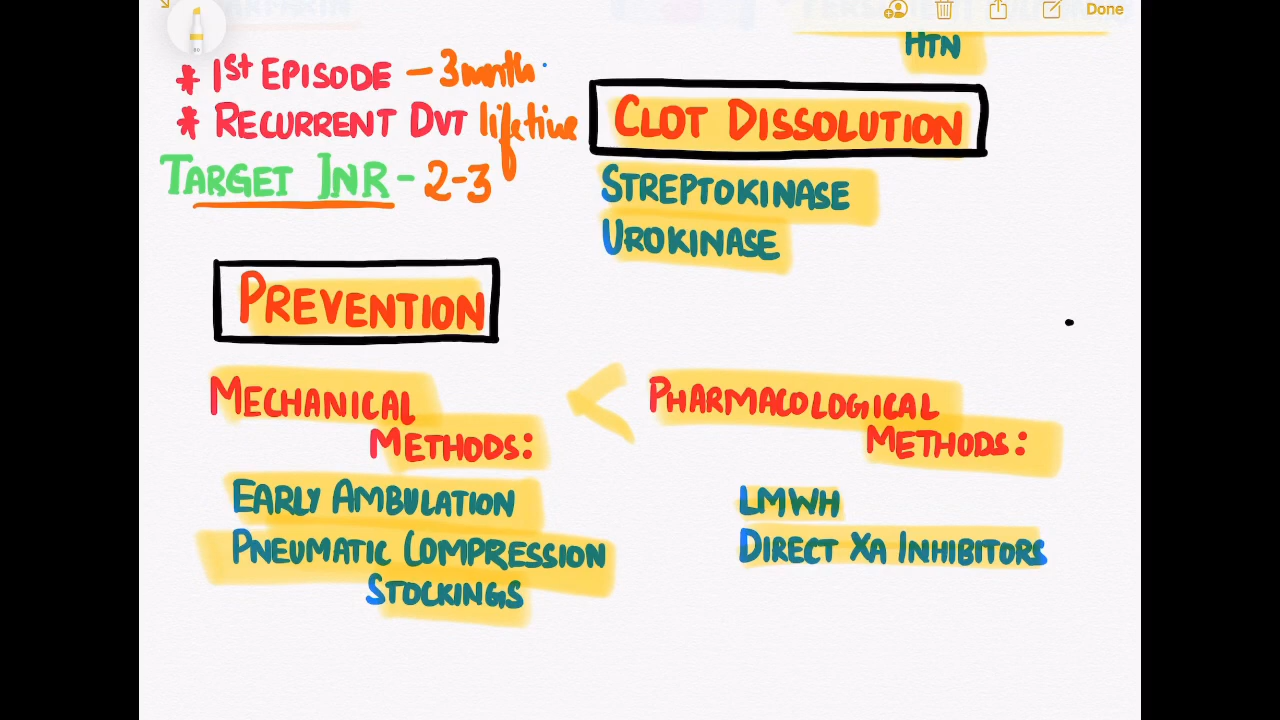 Done
HTN
* 1st EPISODE - 3 month
* RECURRENT DVT lifetime
TARGET INR - 2-3
CLOT DISSOLUTION
STREPTOKINASE
UROKINASE
PREVENTION
MECHANICAL
METHODS:
EARLY AMBULATION
PNEUMATIC COMPRESSION
STOCKINGS
<
PHARMACOLOGICAL
METHODS:
LMWH
DIRECT XA INHIBITORS